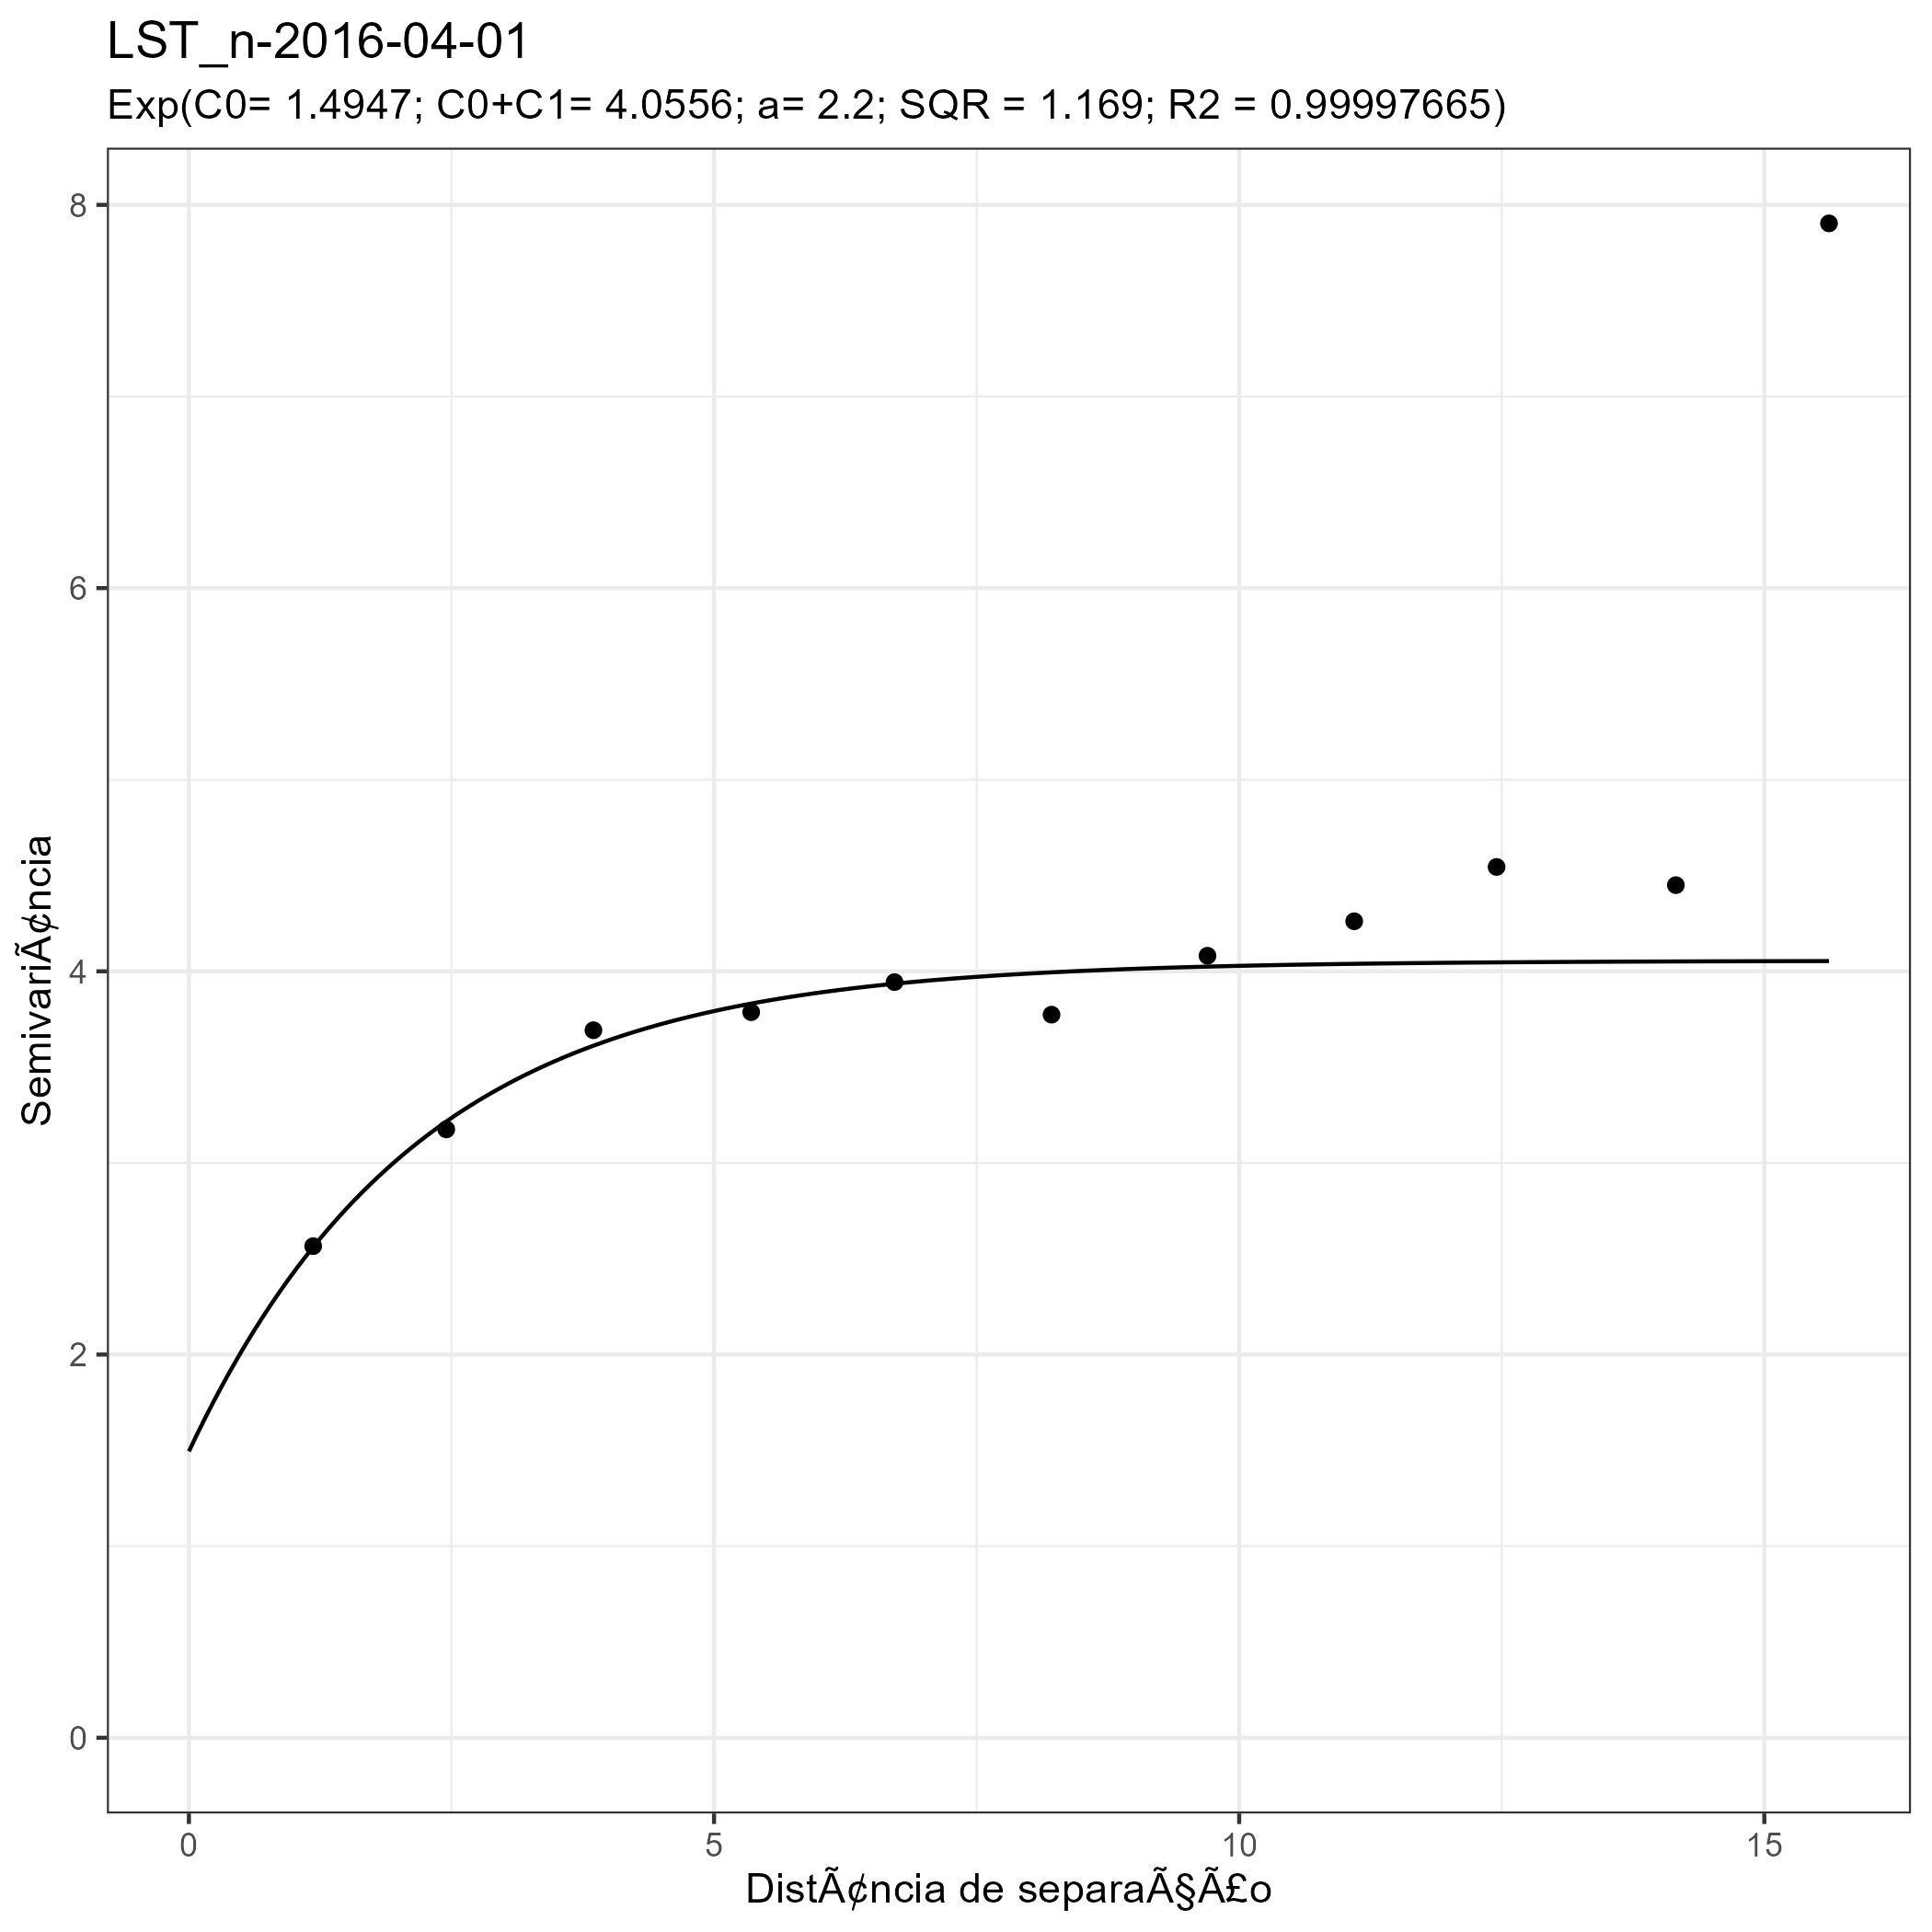 LST_n-2016-04-01
Exp(C0= 1.4947; C0+C1= 4.0556; a= 2.2; SQR = 1.169; R2 = 0.99997665)
SemivariÃ¢ncia
8
6
4
2
0
0 5 10 15
DistÃ¢ncia de separaÃ§Ã£o